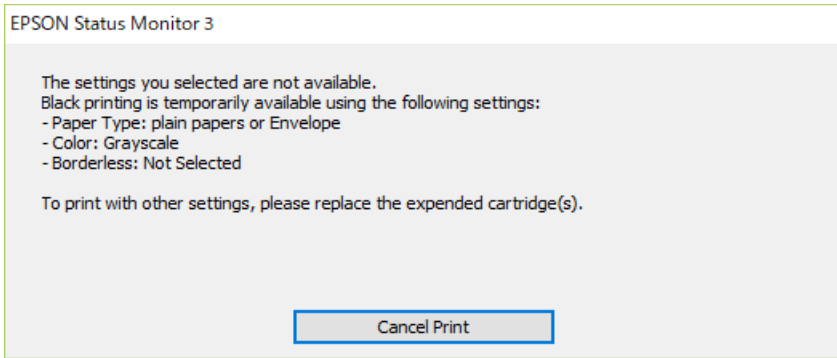 EPSON Status Monitor 3
The settings you selected are not available.
Black printing is temporarily available using the following settings:
- Paper Type: plain papers or Envelope
- Color: Grayscale
- Borderless: Not Selected
To print with other settings, please replace the expended cartridge(s).
Cancel Print